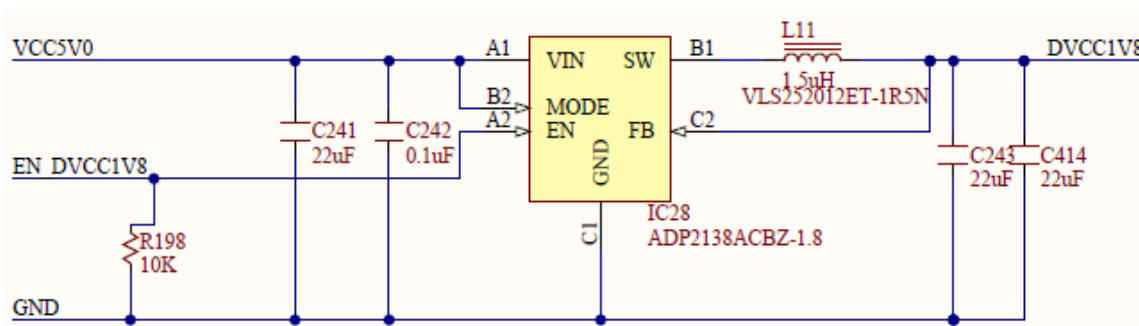 L11
VCC5V0
A1
VIN
SW
B1
DVCC1V8
1.5uH
VLS252012ET-1R5N
B2
MODE
A2
EN
FB
C2
C241
22uF
C242
0.1uF
GND
C243
22uF
C414
22uF
EN_DVCC1V8
R198
10K
C1
IC28
ADP2138ACBZ-1.8
GND